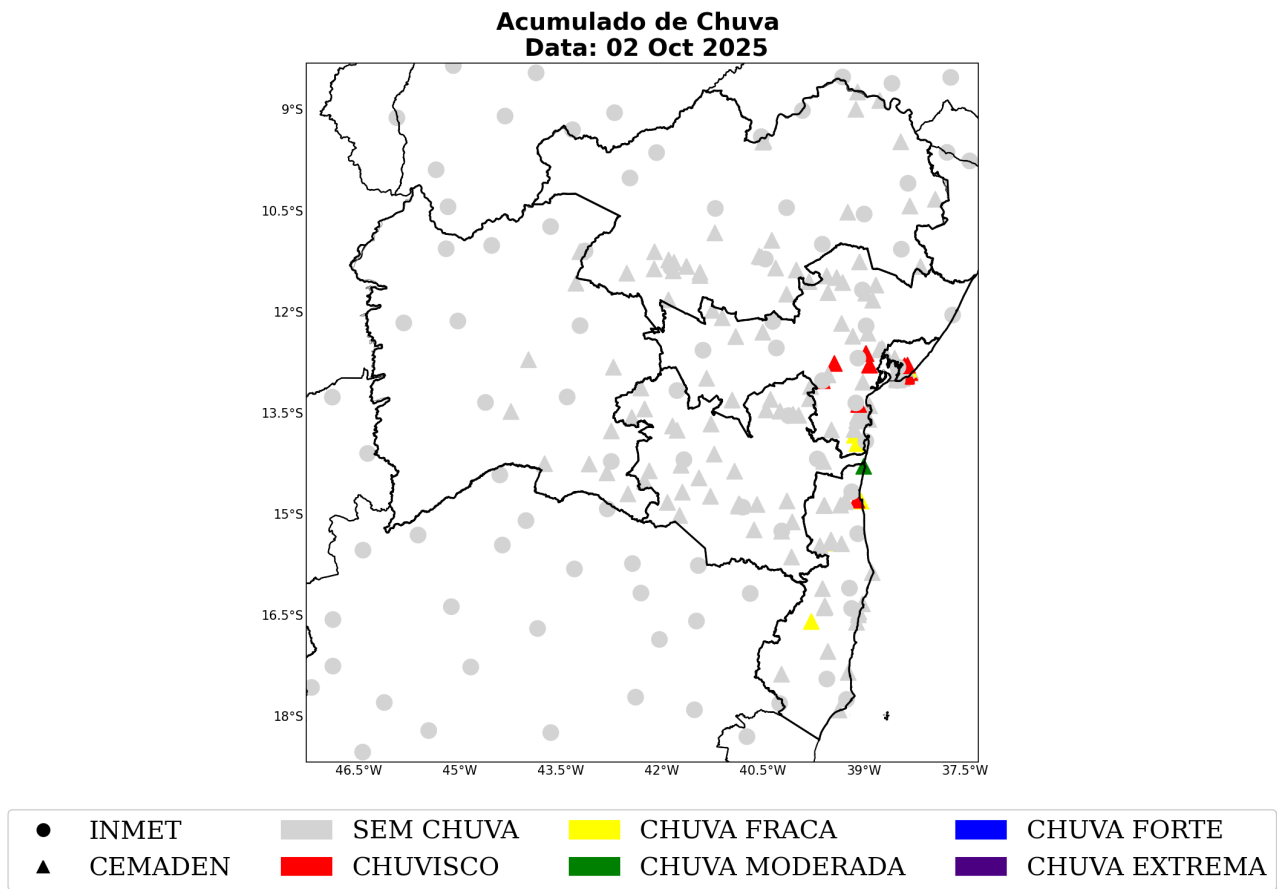 Acumulado de Chuva
Data: 02 Oct 2025
9°S
10.5°S
12°S
13.5°S
15°S
16.5°S
18°S
46.5°W 45°W 43.5°W 42°W 40.5°W 39°W 37.5°W
INMET SEM CHUVA CHUVA FRACA CHUVA FORTE
CEMADEN CHUVISCO CHUVA MODERADA CHUVA EXTREMA